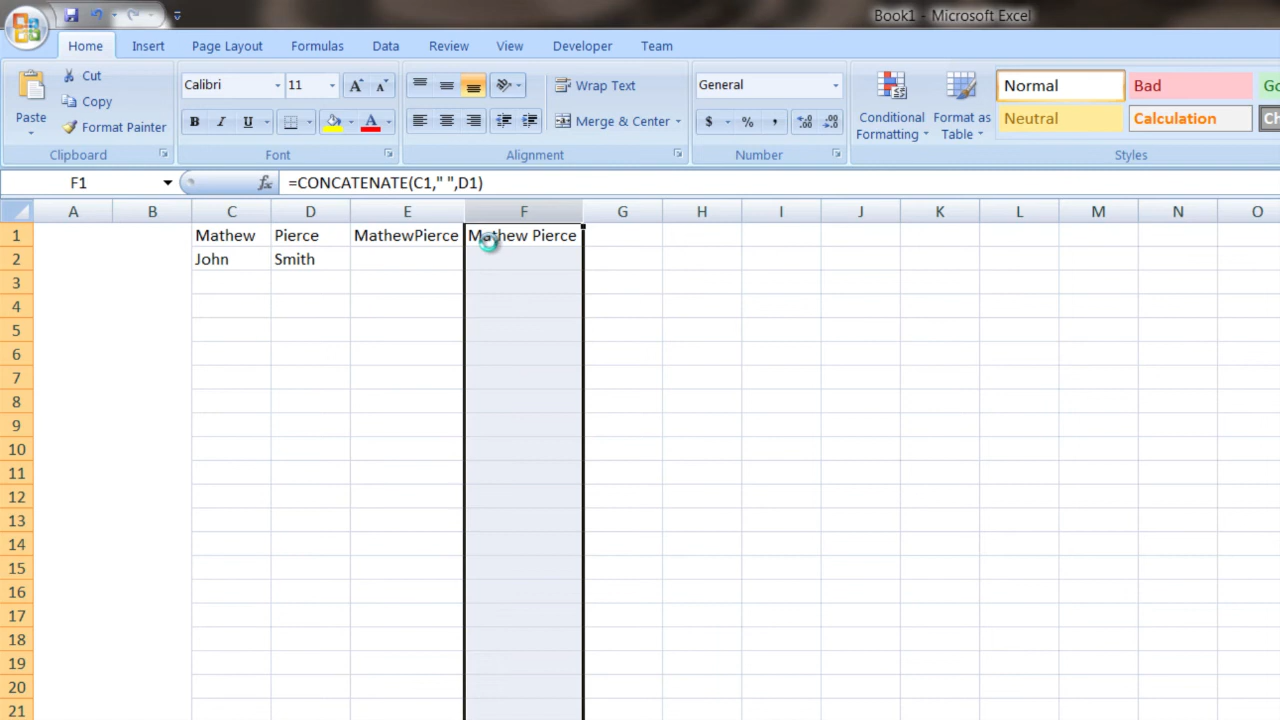 Book1 - Microsoft Excel
Home Insert Page Layout Formulas Data Review View Developer Team
Cut
Copy
Format Painter
Paste
Clipboard
Calibri 11 A A
B I U A
Font
Wrap Text
Merge & Center
Alignment
General
$ % , .00 .00
Number
Conditional Formatting
Format as Table
Normal Bad
Neutral Calculation
Styles
F1 fx =CONCATENATE(C1," ",D1)
A B C D E F G H I J K L M N O
1 Mathew Pierce MathewPierce Mathew Pierce
2 John Smith
3
4
5
6
7
8
9
10
11
12
13
14
15
16
17
18
19
20
21